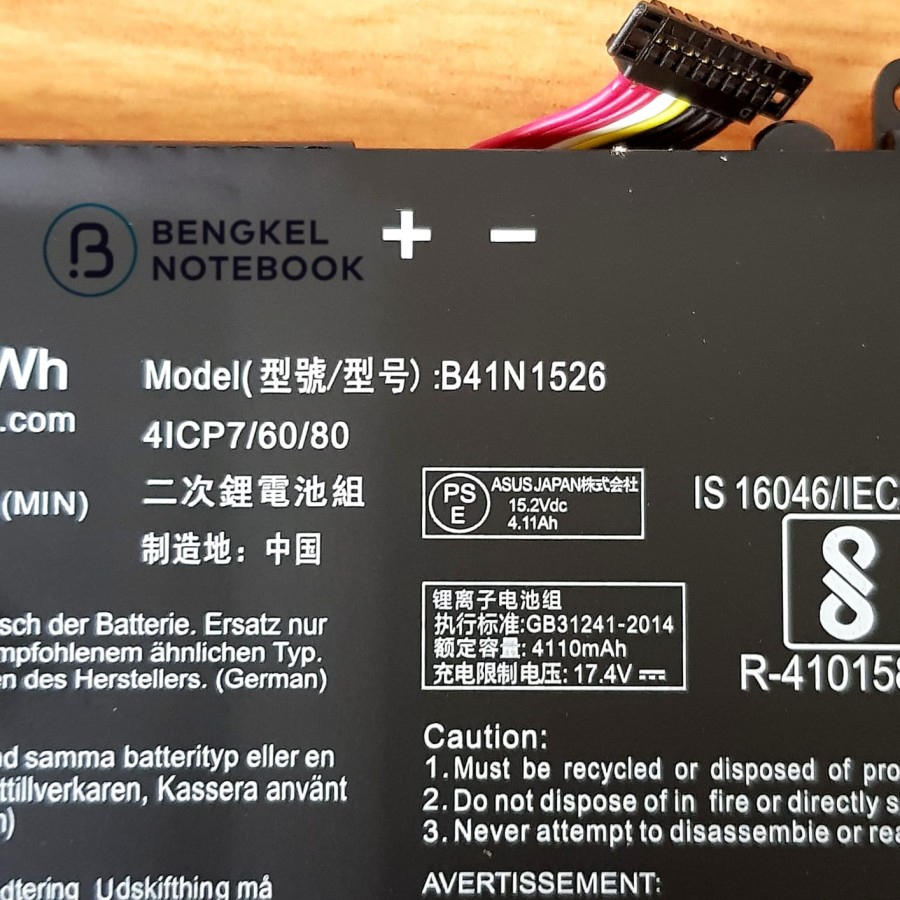 BENGKEL
NOTEBOOK
+ −
Wh
Model(型號/型号):B41N1526
.com
4ICP7/60/80
(MIN)
二次鋰電池組
制造地：中国
PS
E
ASUS JAPAN株式会社
15.2Vdc
4.11Ah
IS 16046/IEC
锂离子电池组
执行标准:GB31241-2014
额定容量: 4110mAh
充电限制电压: 17.4V
R-410158
sch der Batterie. Ersatz nur
mpfohlenem ähnlichen Typ.
en des Herstellers. (German)
nd samma batterityp eller en
ttillverkaren, Kassera använt
n)
dtering Udskifthing må
Caution:
1. Must be recycled or disposed of pro
2. Do not dispose of in fire or directly s
3. Never attempt to disassemble or rea
AVERTISSEMENT: